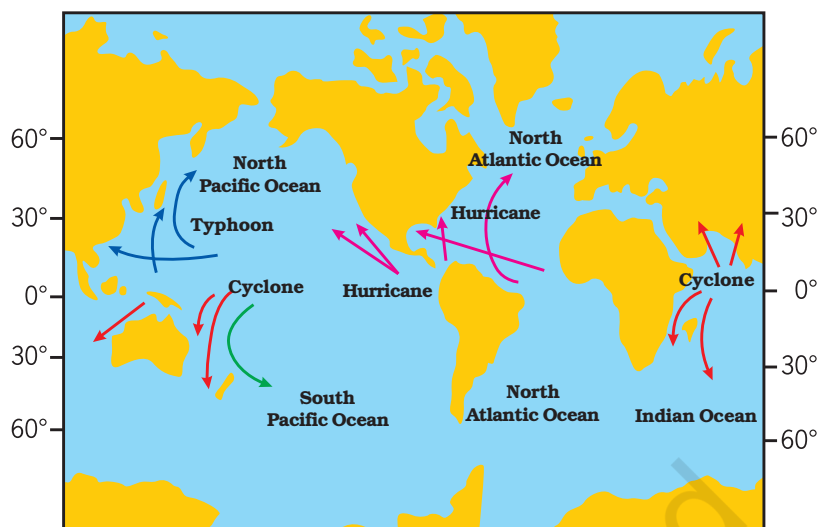 60°
30°
0°
30°
60°
North
Pacific Ocean
Typhoon
Cyclone
Hurricane
South
Pacific Ocean
North
Atlantic Ocean
Hurricane
North
Atlantic Ocean
Cyclone
Indian Ocean
60°
30°
0°
30°
60°
d